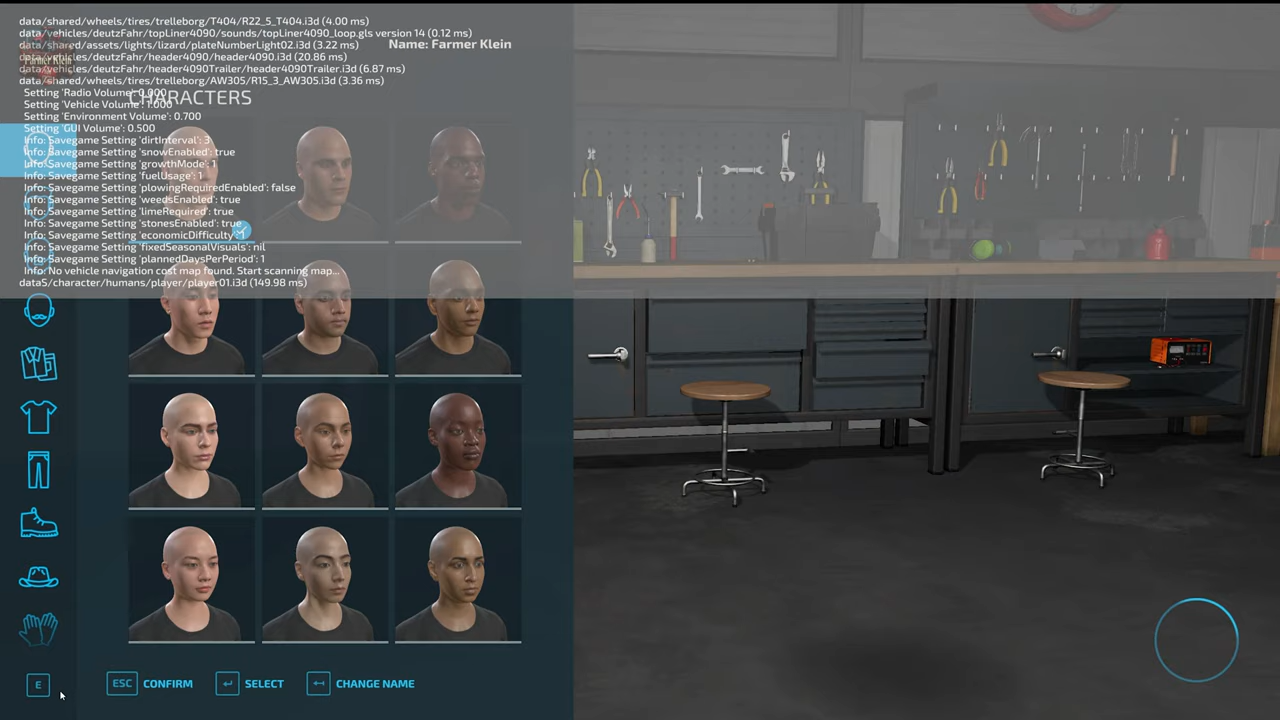 data/shared/wheels/tires/trelleborg/T404/R22_5_T404.i3d (4.00 ms)
data/vehicles/deutzFahr/topLiner4090/sounds/topLiner4090_loop.gls version 14 (0.12 ms)
data/shared/assets/lights/lizard/plateNumberLight02.i3d (3.22 ms)
Name: Farmer Klein
data/vehicles/deutzFahr/header4090/header4090.i3d (20.86 ms)
Farmer Klein
data/vehicles/deutzFahr/header4090Trailer/header4090Trailer.i3d (6.87 ms)
data/shared/wheels/tires/trelleborg/AW305/R15_3_AW305.i3d (3.36 ms)
Setting 'Radio Volume': 0.000
CHARACTERS
Setting 'Vehicle Volume': 1.000
Setting 'Environment Volume': 0.700
Setting 'GUI Volume': 0.500
Info: Savegame Setting 'dirtInterval': 3
Info: Savegame Setting 'snowEnabled': true
Info: Savegame Setting 'growthMode': 1
Info: Savegame Setting 'fuelUsage': 1
Info: Savegame Setting 'plowingRequiredEnabled': false
Info: Savegame Setting 'weedsEnabled': true
Info: Savegame Setting 'limeRequired': true
Info: Savegame Setting 'stonesEnabled': true
Info: Savegame Setting 'economicDifficulty': 1
Info: Savegame Setting 'fixedSeasonalVisuals': nil
Info: Savegame Setting 'plannedDaysPerPeriod': 1
Info: No vehicle navigation cost map found. Start scanning map...
dataS/character/humans/player/player01.i3d (149.98 ms)
E
ESC CONFIRM
SELECT
CHANGE NAME